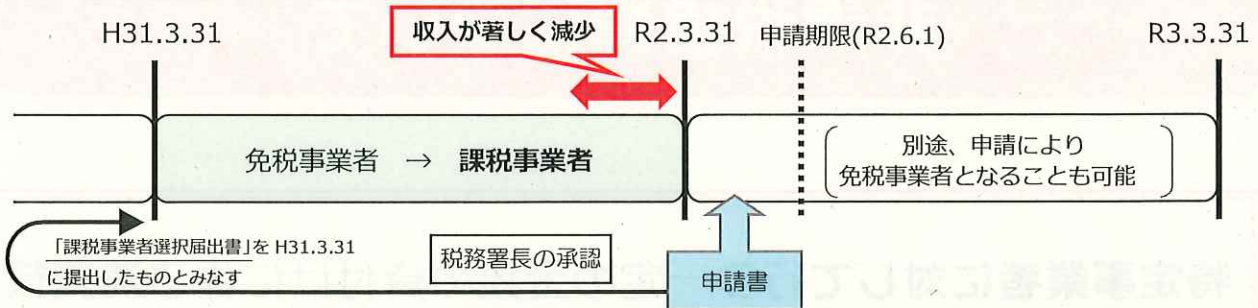 H31.3.31
収入が著しく減少
R2.3.31
申請期限(R2.6.1)
R3.3.31
免税事業者 → 課税事業者
別途、申請により
免税事業者となることも可能
「課税事業者選択届出書」を H31.3.31
に提出したものとみなす
税務署長の承認
申請書